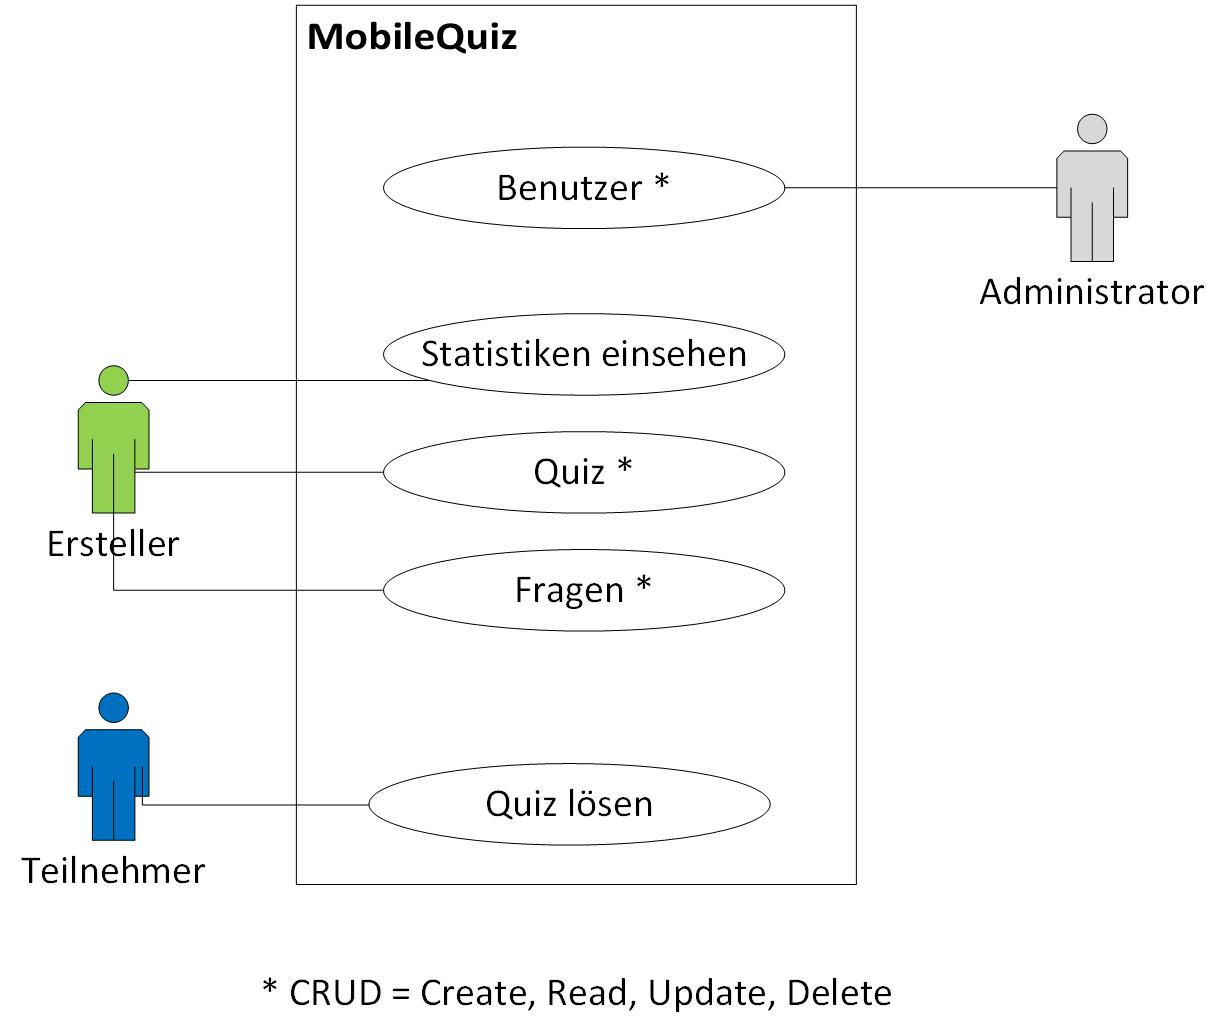 MobileQuiz
Benutzer *
Administrator
Statistiken einsehen
Quiz *
Ersteller
Fragen *
Quiz lösen
Teilnehmer
* CRUD = Create, Read, Update, Delete